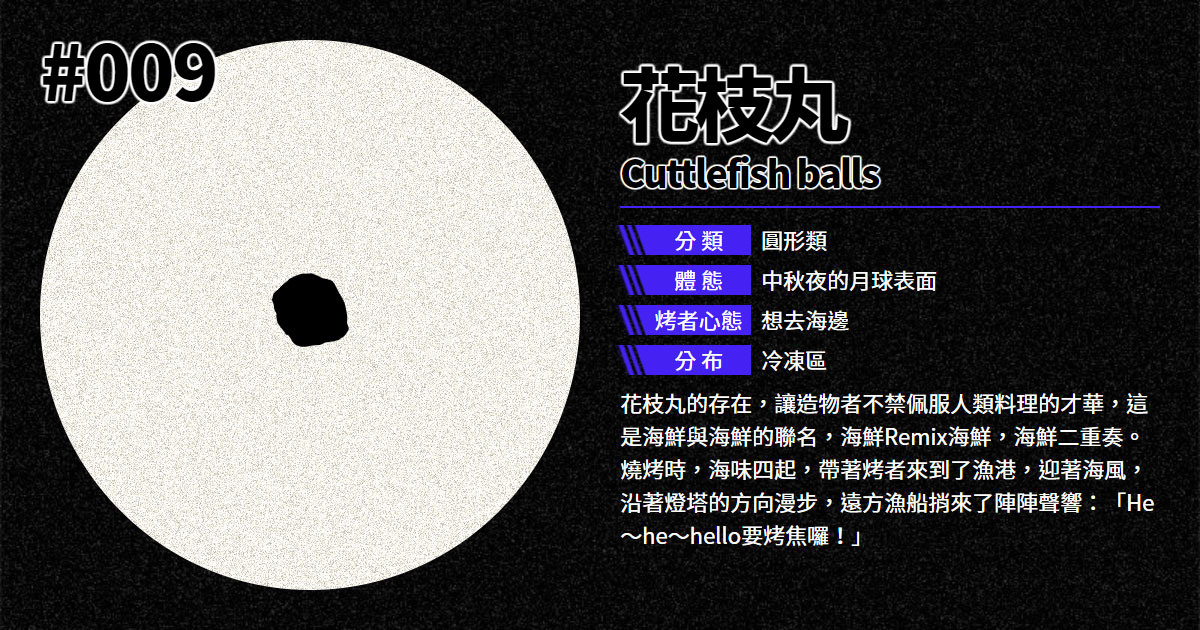 #009
花枝丸
Cuttlefish balls
分類 圓形類
體態 中秋夜的月球表面
烤者心態 想去海邊
分布 冷凍區
花枝丸的存在，讓造物者不禁佩服人類料理的才華，這
是海鮮與海鮮的聯名，海鮮Remix海鮮，海鮮二重奏。
燒烤時，海味四起，帶著烤者來到了漁港，迎著海風，
沿著燈塔的方向漫步，遠方漁船捎來了陣陣聲響：「He
～he～hello要烤焦囉！」